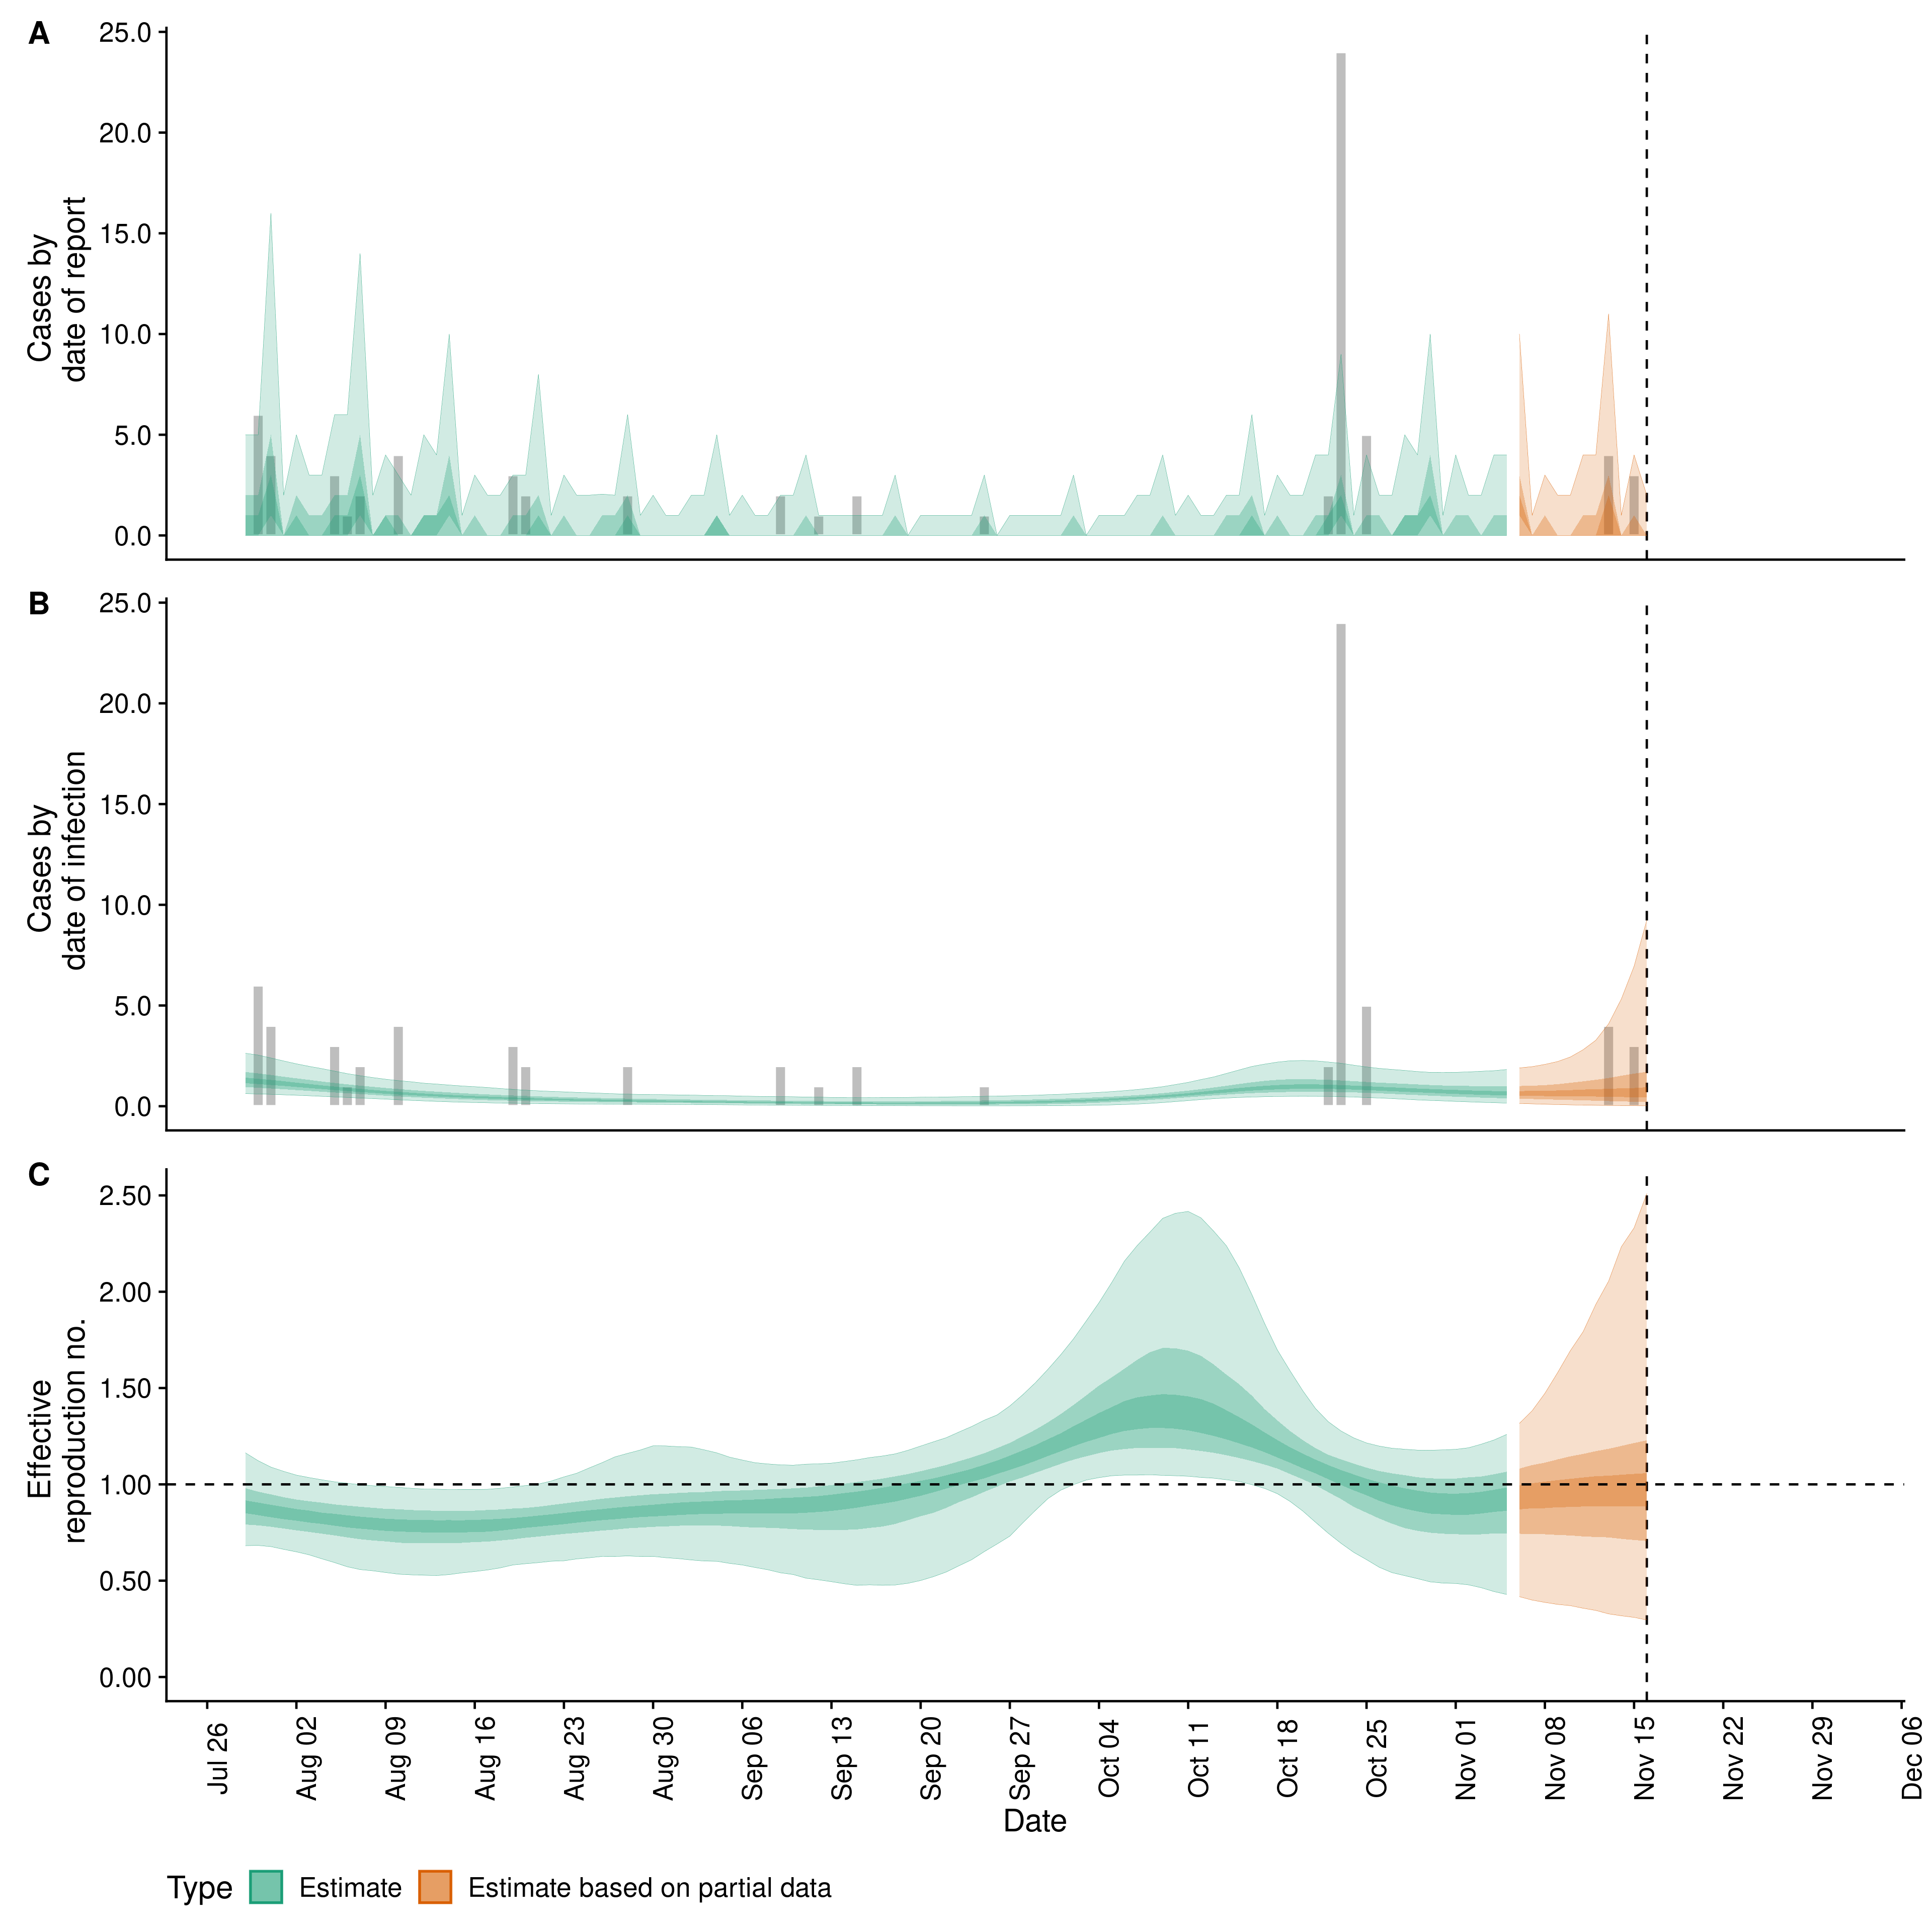 A
25.0
20.0
15.0
10.0
5.0
0.0
Cases by
date of report
B
25.0
20.0
15.0
10.0
5.0
0.0
Cases by
date of infection
C
2.50
2.00
1.50
1.00
0.50
0.00
Effective
reproduction no.
Jul 26
Aug 02
Aug 09
Aug 16
Aug 23
Aug 30
Sep 06
Sep 13
Sep 20
Sep 27
Oct 04
Oct 11
Oct 18
Oct 25
Nov 01
Nov 08
Nov 15
Nov 22
Nov 29
Dec 06
Date
Type Estimate Estimate based on partial data